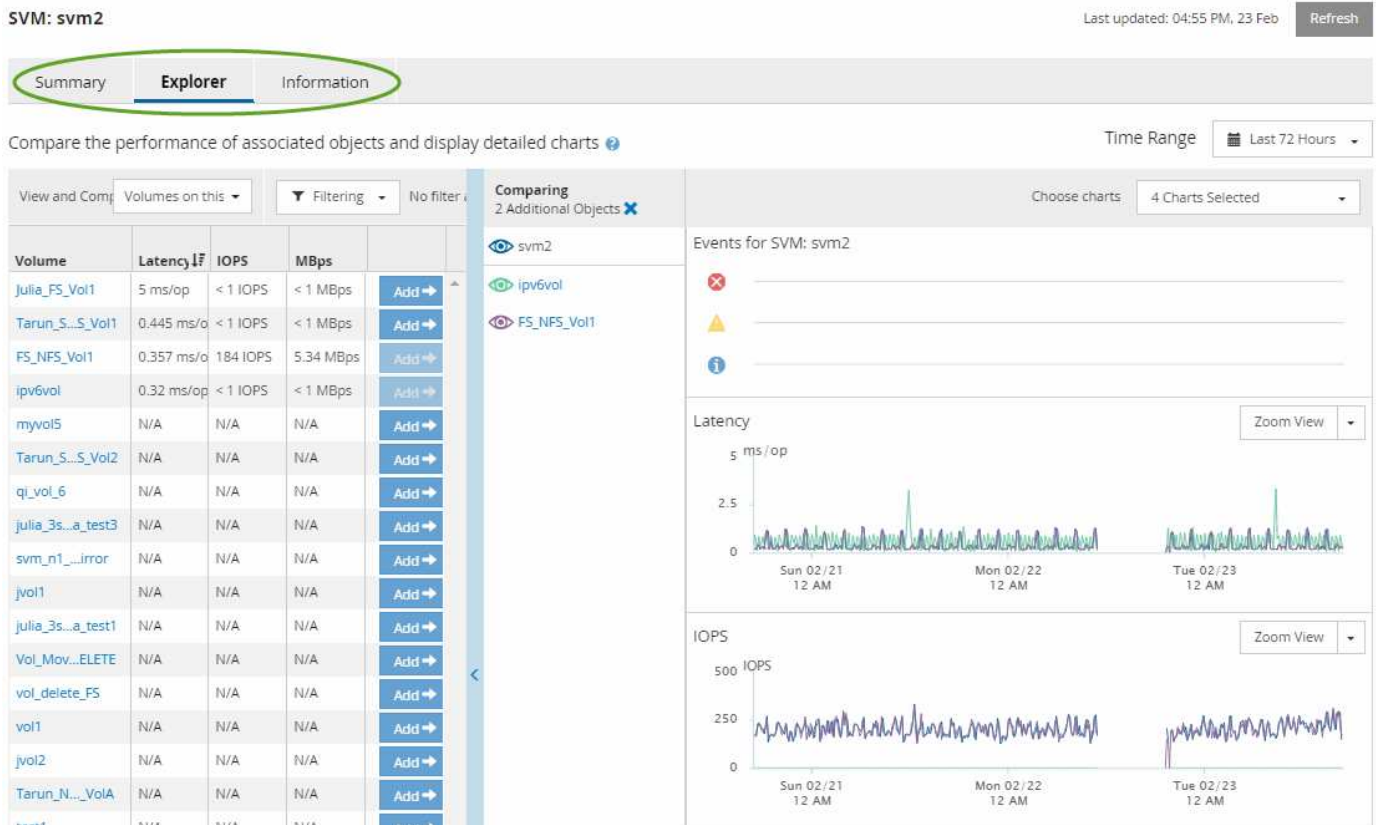 SVM: svm2
Last updated: 04:55 PM, 23 Feb Refresh
Summary Explorer Information
Compare the performance of associated objects and display detailed charts ?
Time Range Last 72 Hours
View and Comp Volumes on this Filtering No filter
Comparing
2 Additional Objects
Choose charts 4 Charts Selected
Volume Latency IOPS MBps
Julia_FS_Vol1 5 ms/op < 1 IOPS < 1 MBps Add
Tarun_S...S_Vol1 0.445 ms/o < 1 IOPS < 1 MBps Add
FS_NFS_Vol1 0.357 ms/o 184 IOPS 5.34 MBps Add
ipv6vol 0.32 ms/op < 1 IOPS < 1 MBps Add
myvol5 N/A N/A N/A Add
Tarun_S...S_Vol2 N/A N/A N/A Add
qi_vol_6 N/A N/A N/A Add
julia_3s...a_test3 N/A N/A N/A Add
svm_n1_...irror N/A N/A N/A Add
jvol1 N/A N/A N/A Add
julia_3s...a_test1 N/A N/A N/A Add
Vol_Mov...ELETE N/A N/A N/A Add
vol_delete_FS N/A N/A N/A Add
vol1 N/A N/A N/A Add
jvol2 N/A N/A N/A Add
Tarun_N..._VolA N/A N/A N/A Add
svm2
ipv6vol
FS_NFS_Vol1
Events for SVM: svm2
Latency Zoom View
ms/op
5
2.5
0
Sun 02/21 Mon 02/22 Tue 02/23
12 AM 12 AM 12 AM
IOPS Zoom View
IOPS
500
250
0
Sun 02/21 Mon 02/22 Tue 02/23
12 AM 12 AM 12 AM